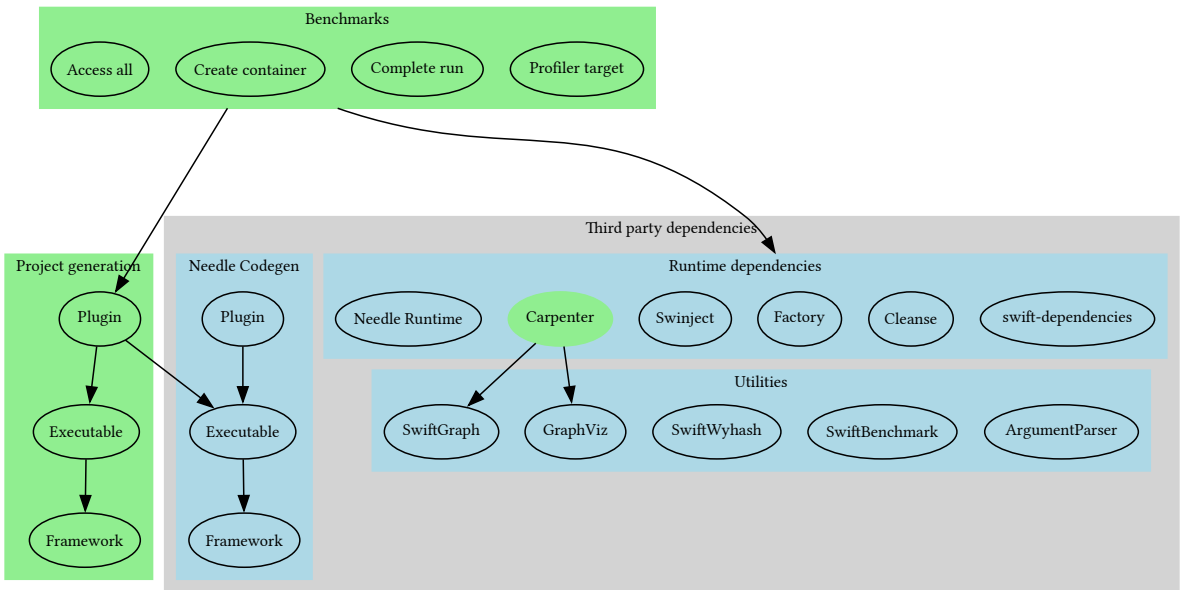 Benchmarks
Access all
Create container
Complete run
Profiler target
Third party dependencies
Project generation
Needle Codegen
Runtime dependencies
Plugin
Plugin
Needle Runtime
Carpenter
Swinject
Factory
Cleanse
swift-dependencies
Utilities
Executable
Executable
SwiftGraph
GraphViz
SwiftWyhash
SwiftBenchmark
ArgumentParser
Framework
Framework